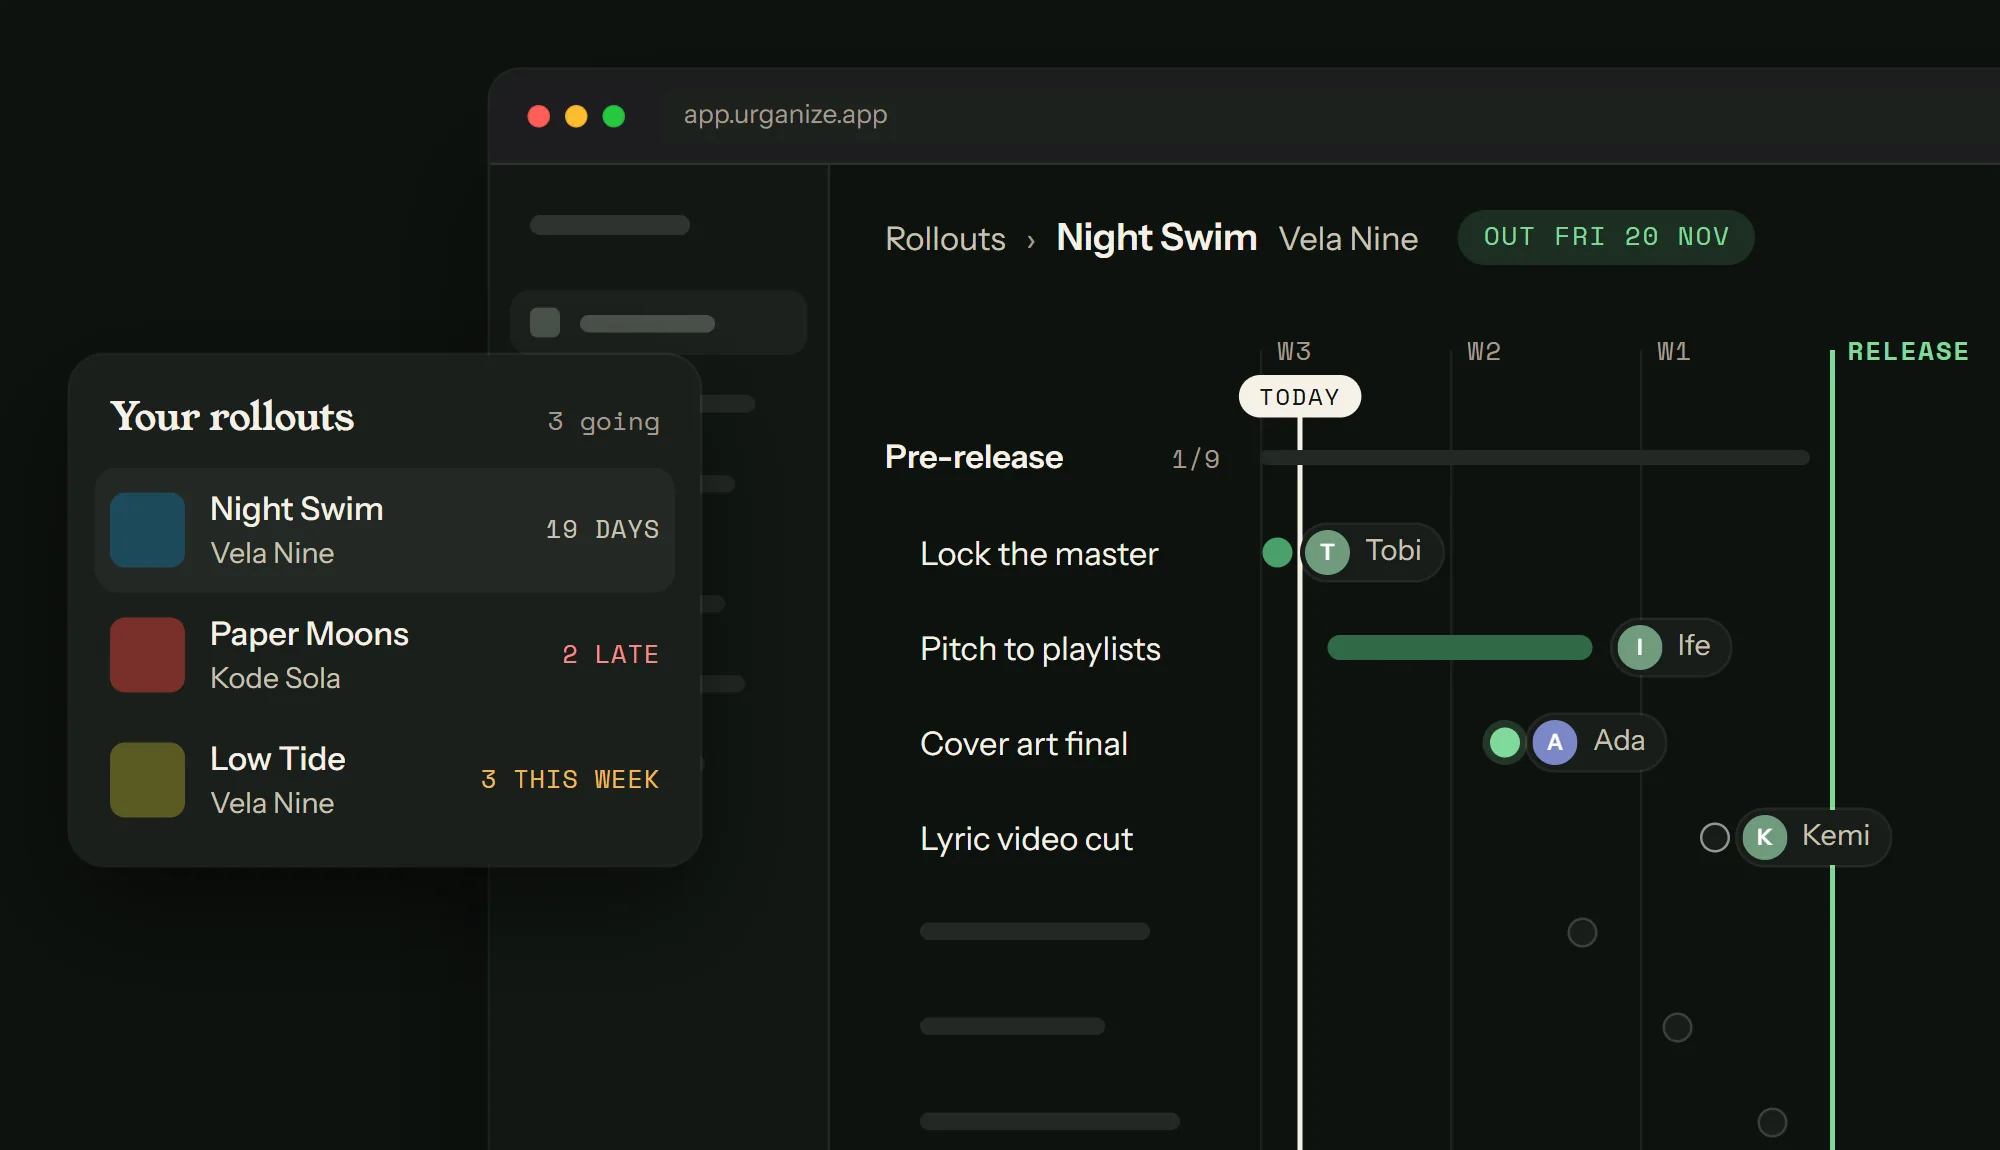 app.urganize.app
Rollouts › Night Swim Vela Nine OUT FRI 20 NOV
W3 W2 W1 RELEASE
TODAY
Pre-release 1/9
Lock the master T Tobi
Pitch to playlists I Ife
Cover art final A Ada
Lyric video cut K Kemi
Your rollouts 3 going
Night Swim
Vela Nine
19 DAYS
Paper Moons
Kode Sola
2 LATE
Low Tide
Vela Nine
3 THIS WEEK